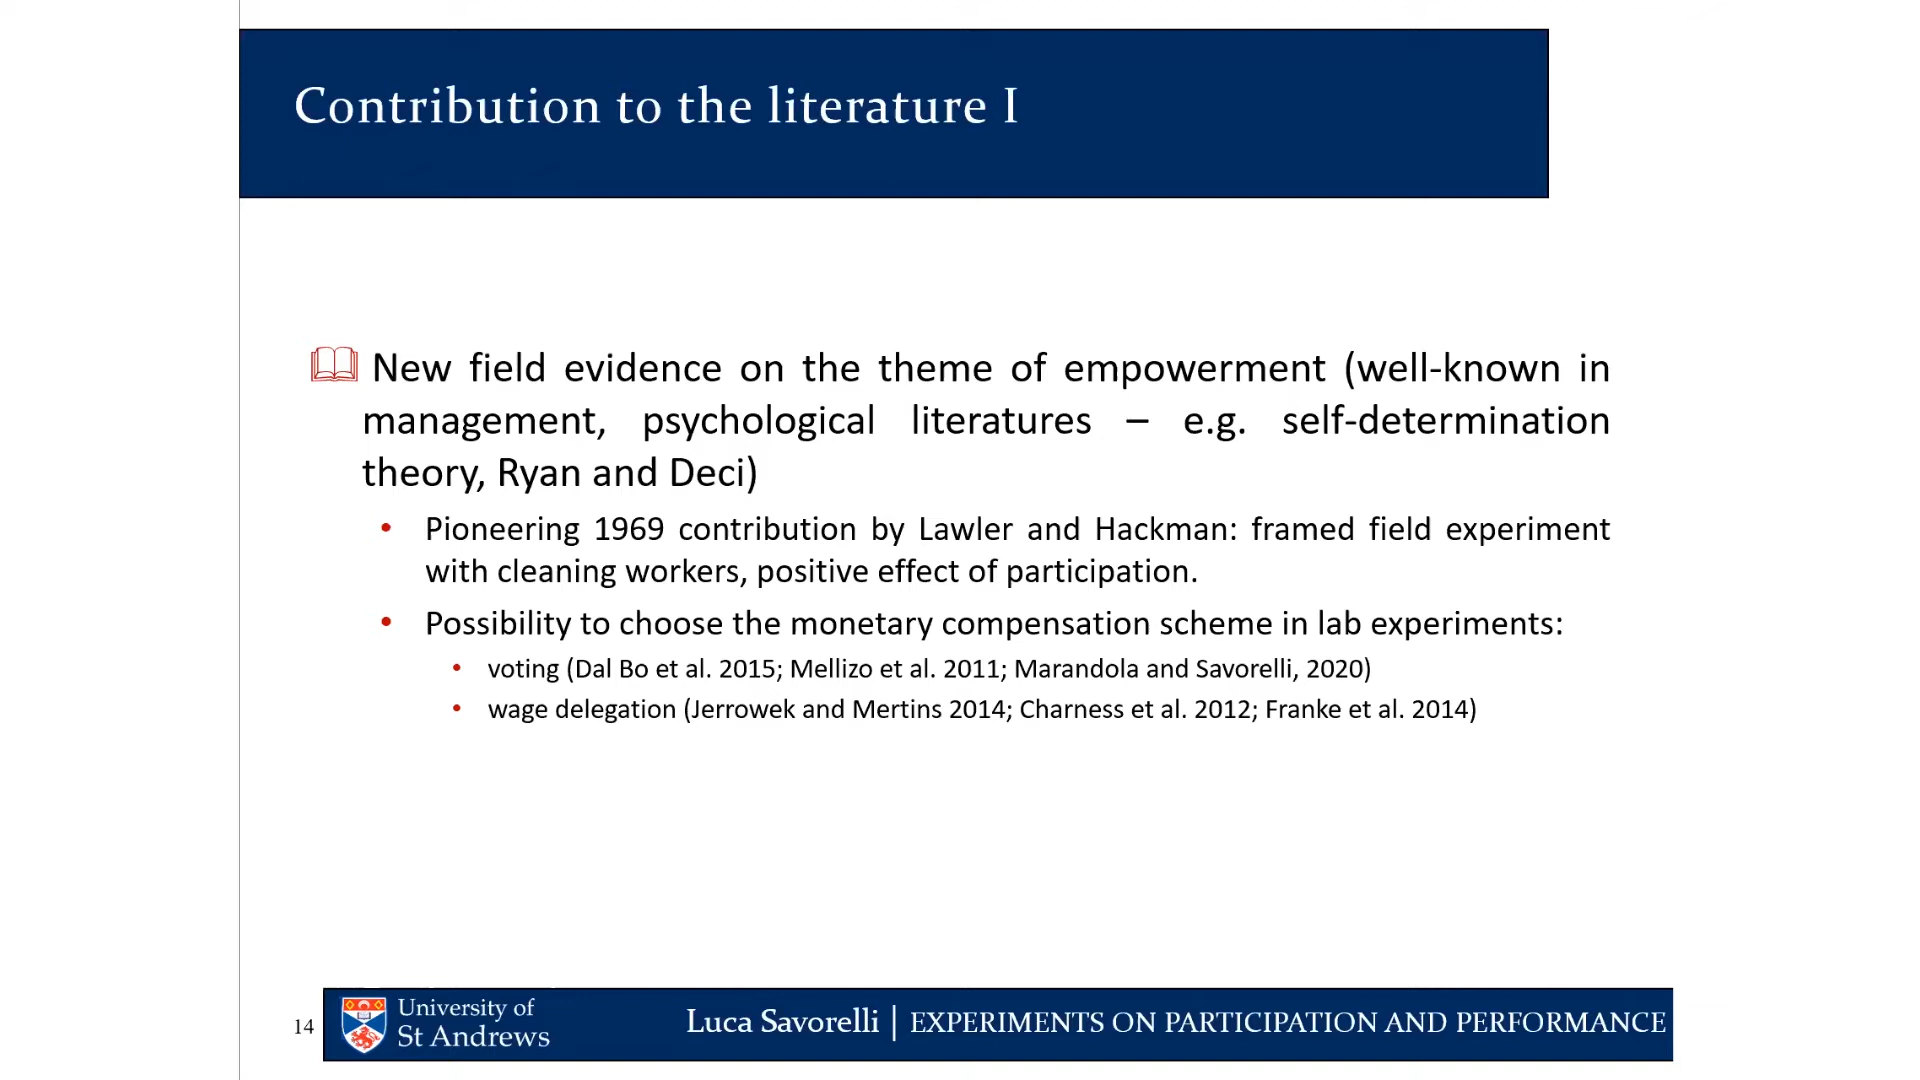 Contribution to the literature I
New field evidence on the theme of empowerment (well-known in
management, psychological literatures – e.g. self-determination
theory, Ryan and Deci)
• Pioneering 1969 contribution by Lawler and Hackman: framed field experiment
with cleaning workers, positive effect of participation.
• Possibility to choose the monetary compensation scheme in lab experiments:
• voting (Dal Bo et al. 2015; Mellizo et al. 2011; Marandola and Savorelli, 2020)
• wage delegation (Jerrowek and Mertins 2014; Charness et al. 2012; Franke et al. 2014)
14
University of
St Andrews
Luca Savorelli | EXPERIMENTS ON PARTICIPATION AND PERFORMANCE